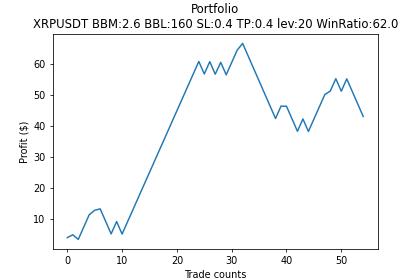 Portfolio
XRPUSDT BBM:2.6 BBL:160 SL:0.4 TP:0.4 lev:20 WinRatio:62.0
Profit ($)
60
50
40
30
20
10
0 10 20 30 40 50
Trade counts